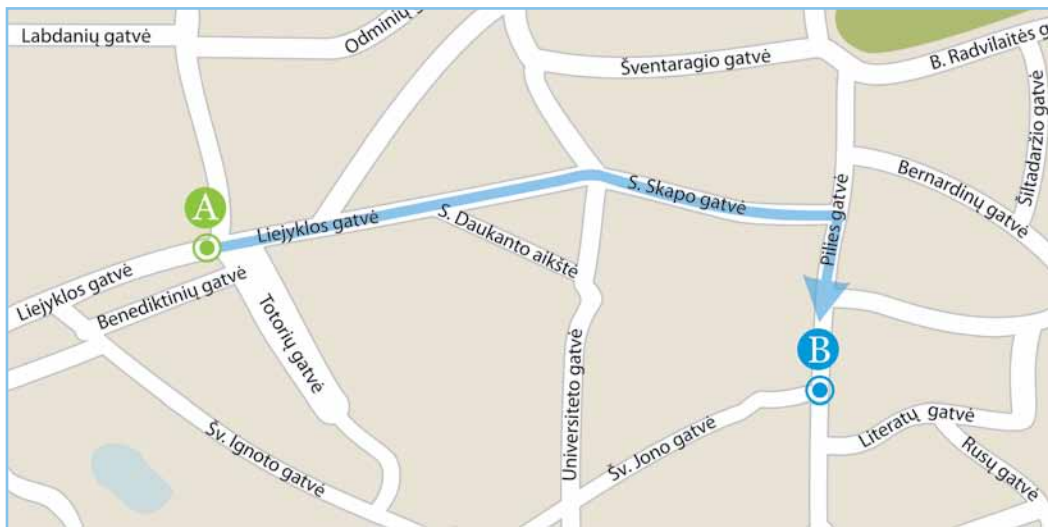 Labdanių gatvė
Odminių g
Šventaragio gatvė
B. Radvilaitės g
Šiltadaržio gatvė
Bernardinų gatvė
S. Skapo gatvė
A
Liejyklos gatvė
S. Daukanto aikštė
Pilies gatvė
Liejyklos gatvė
Benediktinių gatvė
Totorių gatvė
B
Universiteto gatvė
Šv. Jono gatvė
Literatų gatvė
Rusų gatvė
Šv. Ignoto gatvė